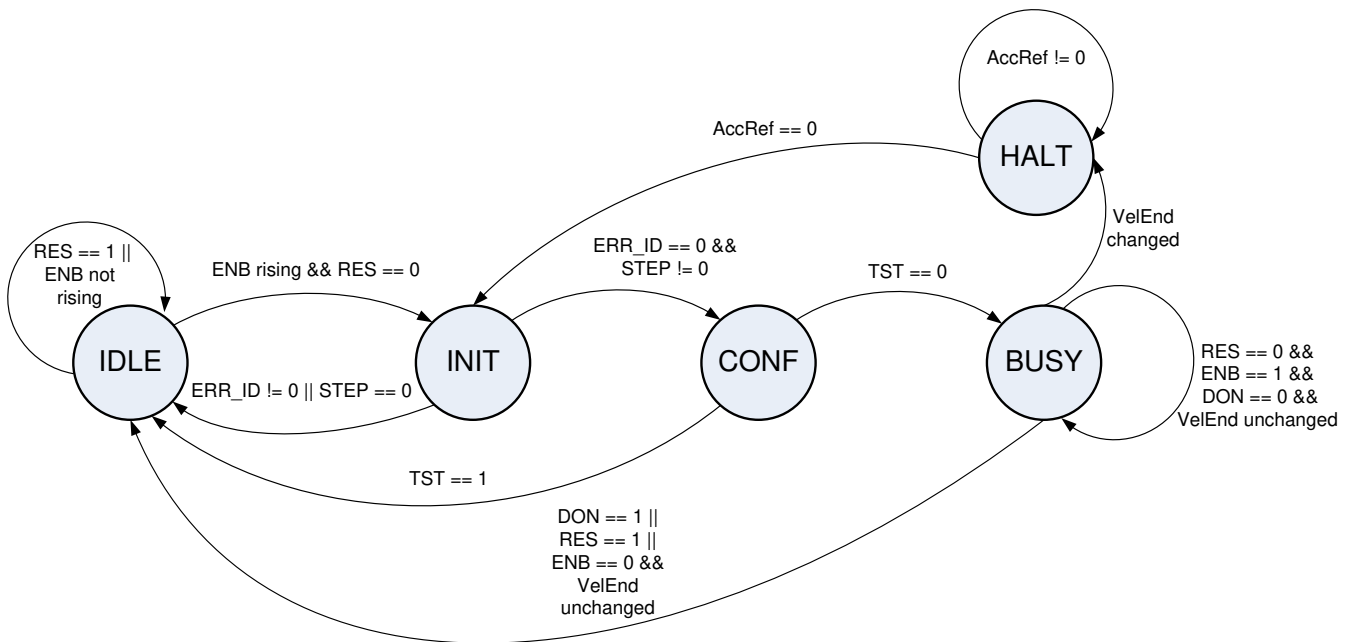 AccRef != 0
HALT
AccRef == 0
VelEnd
changed
RES == 1 ||
ENB not
rising
ENB rising && RES == 0
ERR_ID == 0 &&
STEP != 0
TST == 0
IDLE
INIT
CONF
BUSY
RES == 0 &&
ENB == 1 &&
DON == 0 &&
VelEnd unchanged
ERR_ID != 0 || STEP == 0
TST == 1
DON == 1 ||
RES == 1 ||
ENB == 0 &&
VelEnd
unchanged